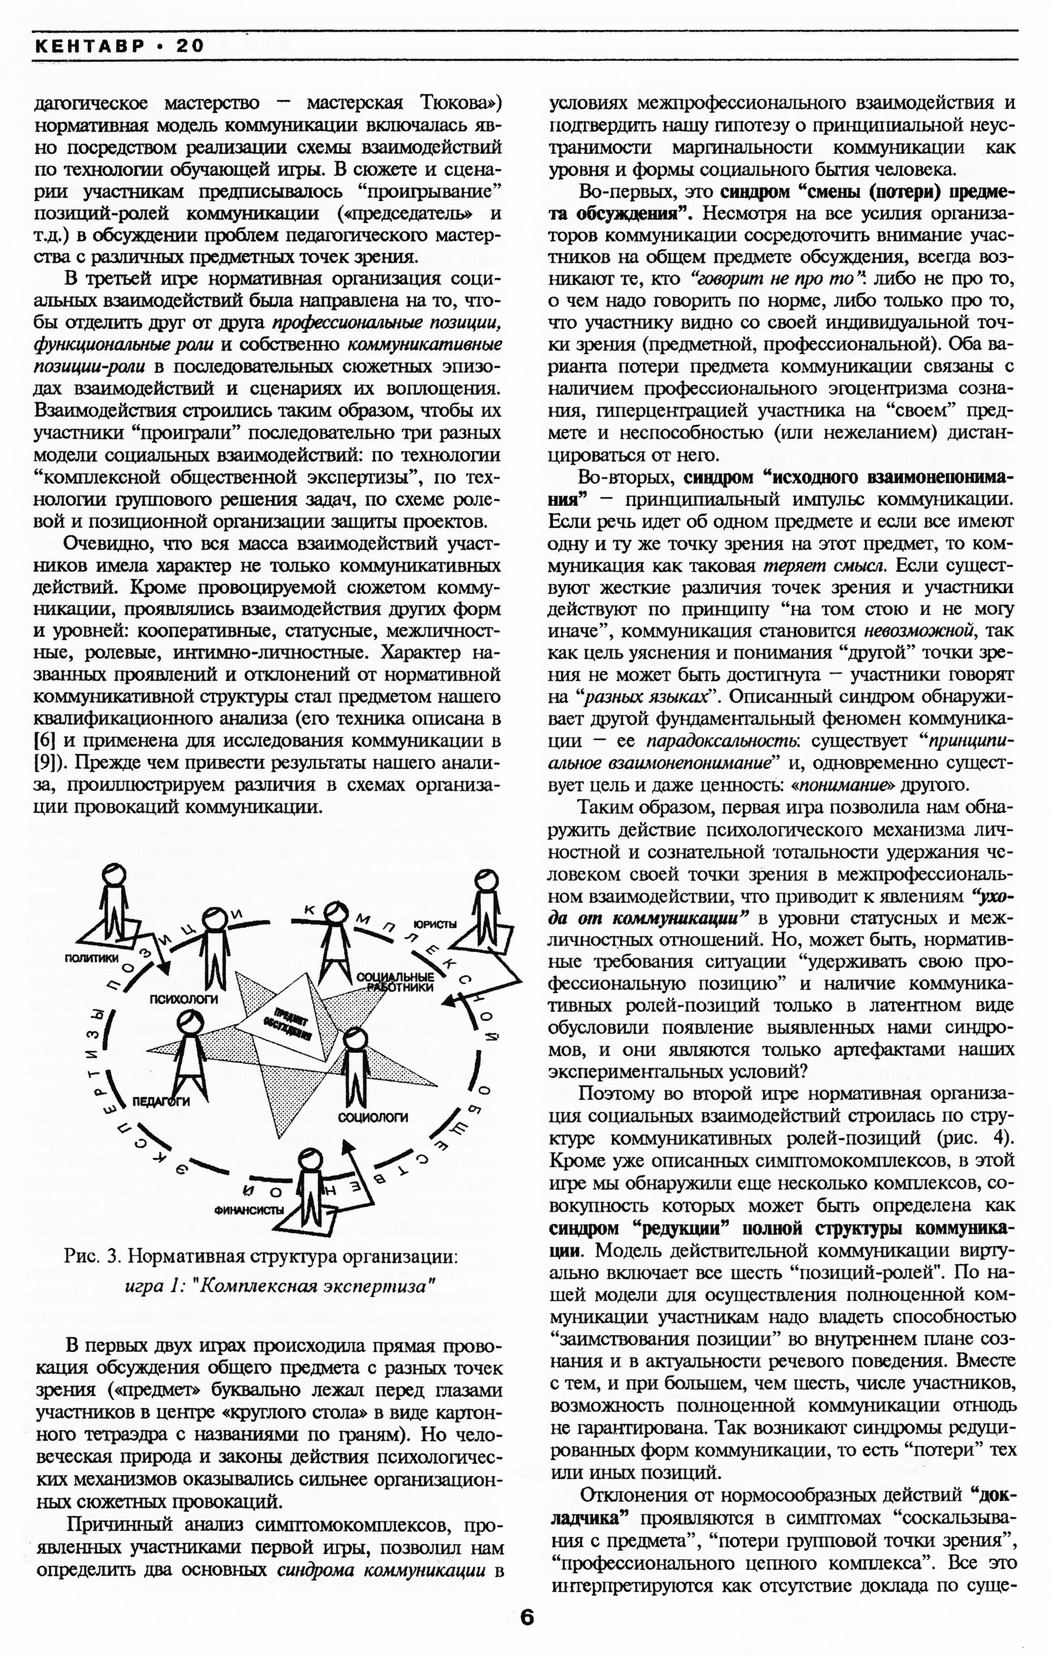 КЕНТАВР • 20
дагогическое мастерство — мастерская Тюкова»)
нормативная модель коммуникации включалась яв-
но посредством реализации схемы взаимодействий
по технологии обучающей игры. В сюжете и сцена-
рии участникам предписывалось “проигрывание”
позиций-ролей коммуникации («председатель» и
т.д.) в обсуждении проблем педагогического мастер-
ства с различных предметных точек зрения.
В третьей игре нормативная организация соци-
альных взаимодействий была направлена на то, что-
бы отделить друг от друга профессиональные позиции,
функциональные роли и собственно коммуникативные
позиции-роли в последовательных сюжетных эпизо-
дах взаимодействий и сценариях их воплощения.
Взаимодействия строились таким образом, чтобы их
участники “проиграли” последовательно три разных
модели социальных взаимодействий: по технологии
“комплексной общественной экспертизы”, по тех-
нологии группового решения задач, по схеме роле-
вой и позиционной организации защиты проектов.
Очевидно, что вся масса взаимодействий участ-
ников имела характер не только коммуникативных
действий. Кроме провоцируемой сюжетом комму-
никации, проявлялись взаимодействия других форм
и уровней: кооперативные, статусные, межличност-
ные, ролевые, интимно-личностные. Характер на-
званных проявлений и отклонений от нормативной
коммуникативной структуры стал предметом нашего
квалификационного анализа (его техника описана в
[6] и применена для исследования коммуникации в
[9]). Прежде чем привести результаты нашего анали-
за, проиллюстрируем различия в схемах организа-
ции провокаций коммуникации.
ПОЗИЦИИ КОМПЛЕКСНОЙ ОБЩЕСТВЕННОЙ ЭКСПЕРТИЗЫ
ЮРИСТЫ
ПОЛИТИКИ
СОЦИАЛЬНЫЕ
РАБОТНИКИ
ПСИХОЛОГИ
ПРЕДМЕТ
ОБСУЖДЕНИЯ
ПЕДАГОГИ
СОЦИОЛОГИ
ФИНАНСИСТЫ
Рис. 3. Нормативная структура организации:
игра 1: "Комплексная экспертиза"
В первых двух играх происходила прямая прово-
кация обсуждения общего предмета с разных точек
зрения («предмет» буквально лежал перед глазами
участников в центре «круглого стола» в виде картон-
ного тетраэдра с названиями по граням). Но чело-
веческая природа и законы действия психологичес-
ких механизмов оказывались сильнее организацион-
ных сюжетных провокаций.
Причинный анализ симптомокомплексов, про-
явленных участниками первой игры, позволил нам
определить два основных синдрома коммуникации в
условиях межпрофессионального взаимодействия и
подтвердить нашу гипотезу о принципиальной неус-
транимости маргинальности коммуникации как
уровня и формы социального бытия человека.
Во-первых, это синдром “смены (потери) предме-
та обсуждения”. Несмотря на все усилия организа-
торов коммуникации сосредоточить внимание учас-
тников на общем предмете обсуждения, всегда воз-
никают те, кто “говорит не про то”: либо не про то,
о чем надо говорить по норме, либо только про то,
что участнику видно со своей индивидуальной точ-
ки зрения (предметной, профессиональной). Оба ва-
рианта потери предмета коммуникации связаны с
наличием профессионального эгоцентризма созна-
ния, гиперцентрацией участника на “своем” пред-
мете и неспособностью (или нежеланием) дистан-
цироваться от него.
Во-вторых, синдром “исходного взаимонепонима-
ния” — принципиальный импульс коммуникации.
Если речь идет об одном предмете и если все имеют
одну и ту же точку зрения на этот предмет, то ком-
муникация как таковая теряет смысл. Если сущест-
вуют жесткие различия точек зрения и участники
действуют по принципу “на том стою и не могу
иначе”, коммуникация становится невозможной, так
как цель уяснения и понимания “другой” точки зре-
ния не может быть достигнута — участники говорят
на “разных языках”. Описанный синдром обнаружи-
вает другой фундаментальный феномен коммуника-
ции — ее парадоксальность: существует “принципи-
альное взаимонепонимание” и, одновременно сущест-
вует цель и даже ценность: «понимание» другого.
Таким образом, первая игра позволила нам обна-
ружить действие психологического механизма лич-
ностной и сознательной тотальности удержания че-
ловеком своей точки зрения в межпрофессиональ-
ном взаимодействии, что приводит к явлениям “ухо-
да от коммуникации” в уровни статусных и меж-
личностных отношений. Но, может быть, норматив-
ные требования ситуации “удерживать свою про-
фессиональную позицию” и наличие коммуника-
тивных ролей-позиций только в латентном виде
обусловили появление выявленных нами синдро-
мов, и они являются только артефактами наших
экспериментальных условий?
Поэтому во второй игре нормативная организа-
ция социальных взаимодействий строилась по стру-
ктуре коммуникативных ролей-позиций (рис. 4).
Кроме уже описанных симптомокомплексов, в этой
игре мы обнаружили еще несколько комплексов, со-
вокупность которых может быть определена как
синдром “редукции” полной структуры коммуника-
ции. Модель действительной коммуникации вирту-
ально включает все шесть “позиций-ролей". По на-
шей модели для осуществления полноценной ком-
муникации участникам надо владеть способностью
“заимствования позиции” во внутреннем плане соз-
нания и в актуальности речевого поведения. Вместе
с тем, и при большем, чем шесть, числе участников,
возможность полноценной коммуникации отнюдь
не гарантирована. Так возникают синдромы редуци-
рованных форм коммуникации, то есть “потери” тех
или иных позиций.
Отклонения от нормосообразных действий “док-
ладчика” проявляются в симптомах “соскальзыва-
ния с предмета”, “потери групповой точки зрения”,
“профессионального цепного комплекса”. Все это
интерпретируются как отсутствие доклада по суще-
6